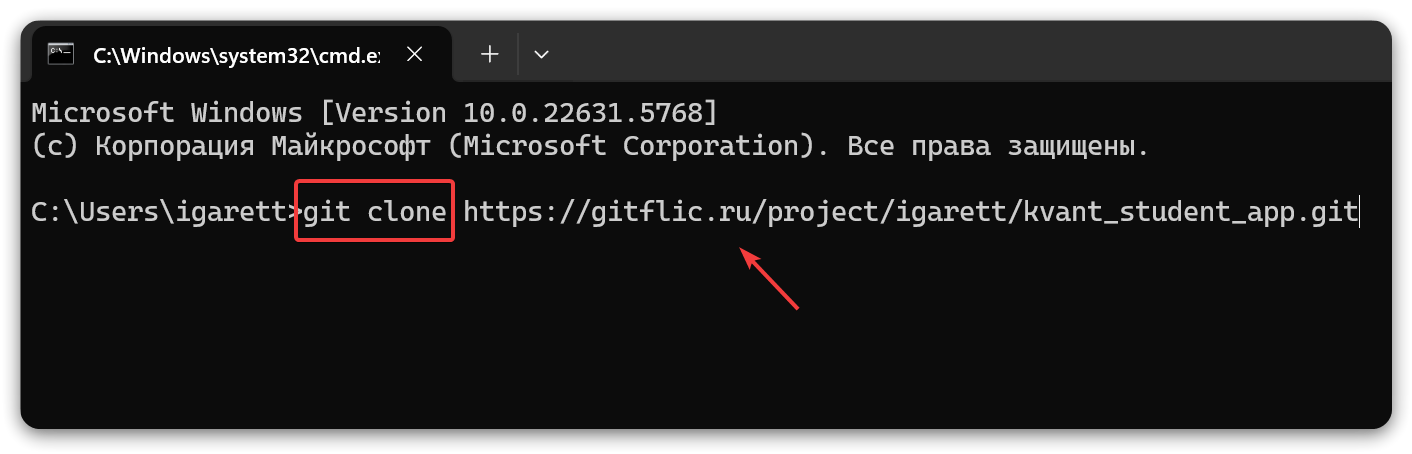 C:\Windows\system32\cmd.e
Microsoft Windows [Version 10.0.22631.5768]
(c) Корпорация Майкрософт (Microsoft Corporation). Все права защищены.
C:\Users\igarett>git clone https://gitflic.ru/project/igarett/kvant_student_app.git